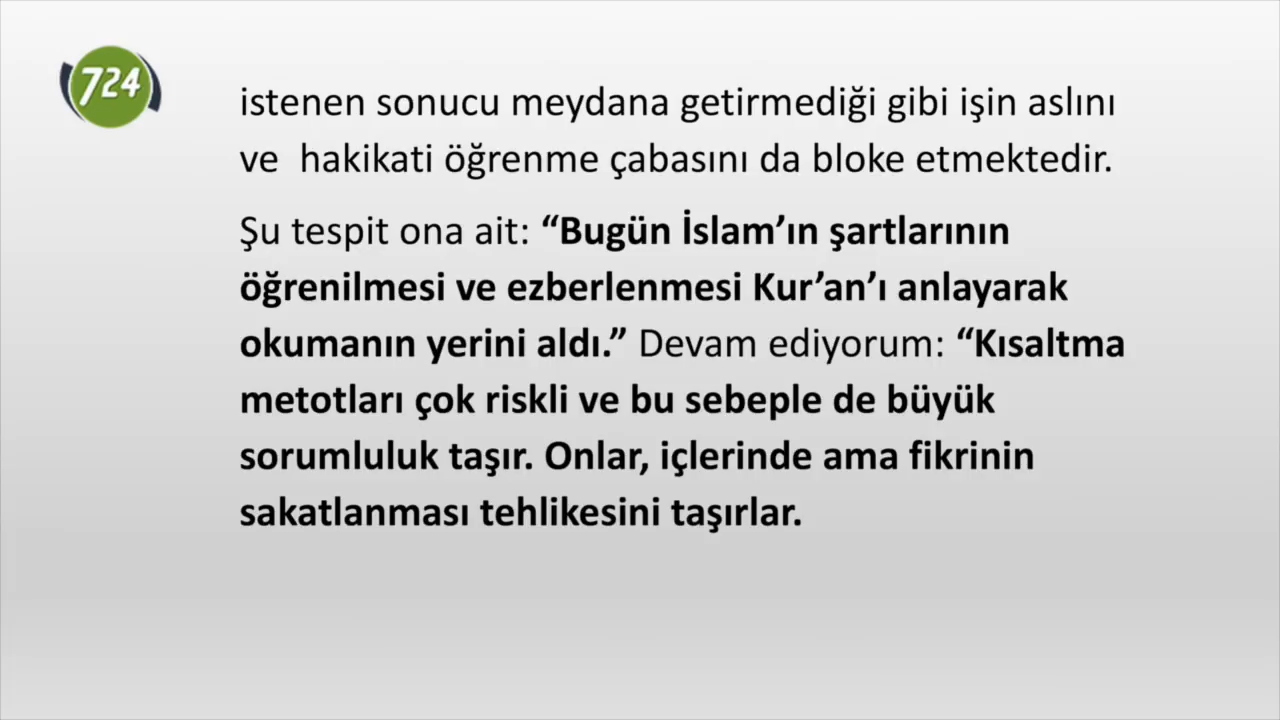 724
istenen sonucu meydana getirmediği gibi işin aslını
ve  hakikati öğrenme çabasını da bloke etmektedir.
Şu tespit ona ait: “Bugün İslam’ın şartlarının
öğrenilmesi ve ezberlenmesi Kur’an’ı anlayarak
okumanın yerini aldı.” Devam ediyorum: “Kısaltma
metotları çok riskli ve bu sebeple de büyük
sorumluluk taşır. Onlar, içlerinde ama fikrinin
sakatlanması tehlikesini taşırlar.